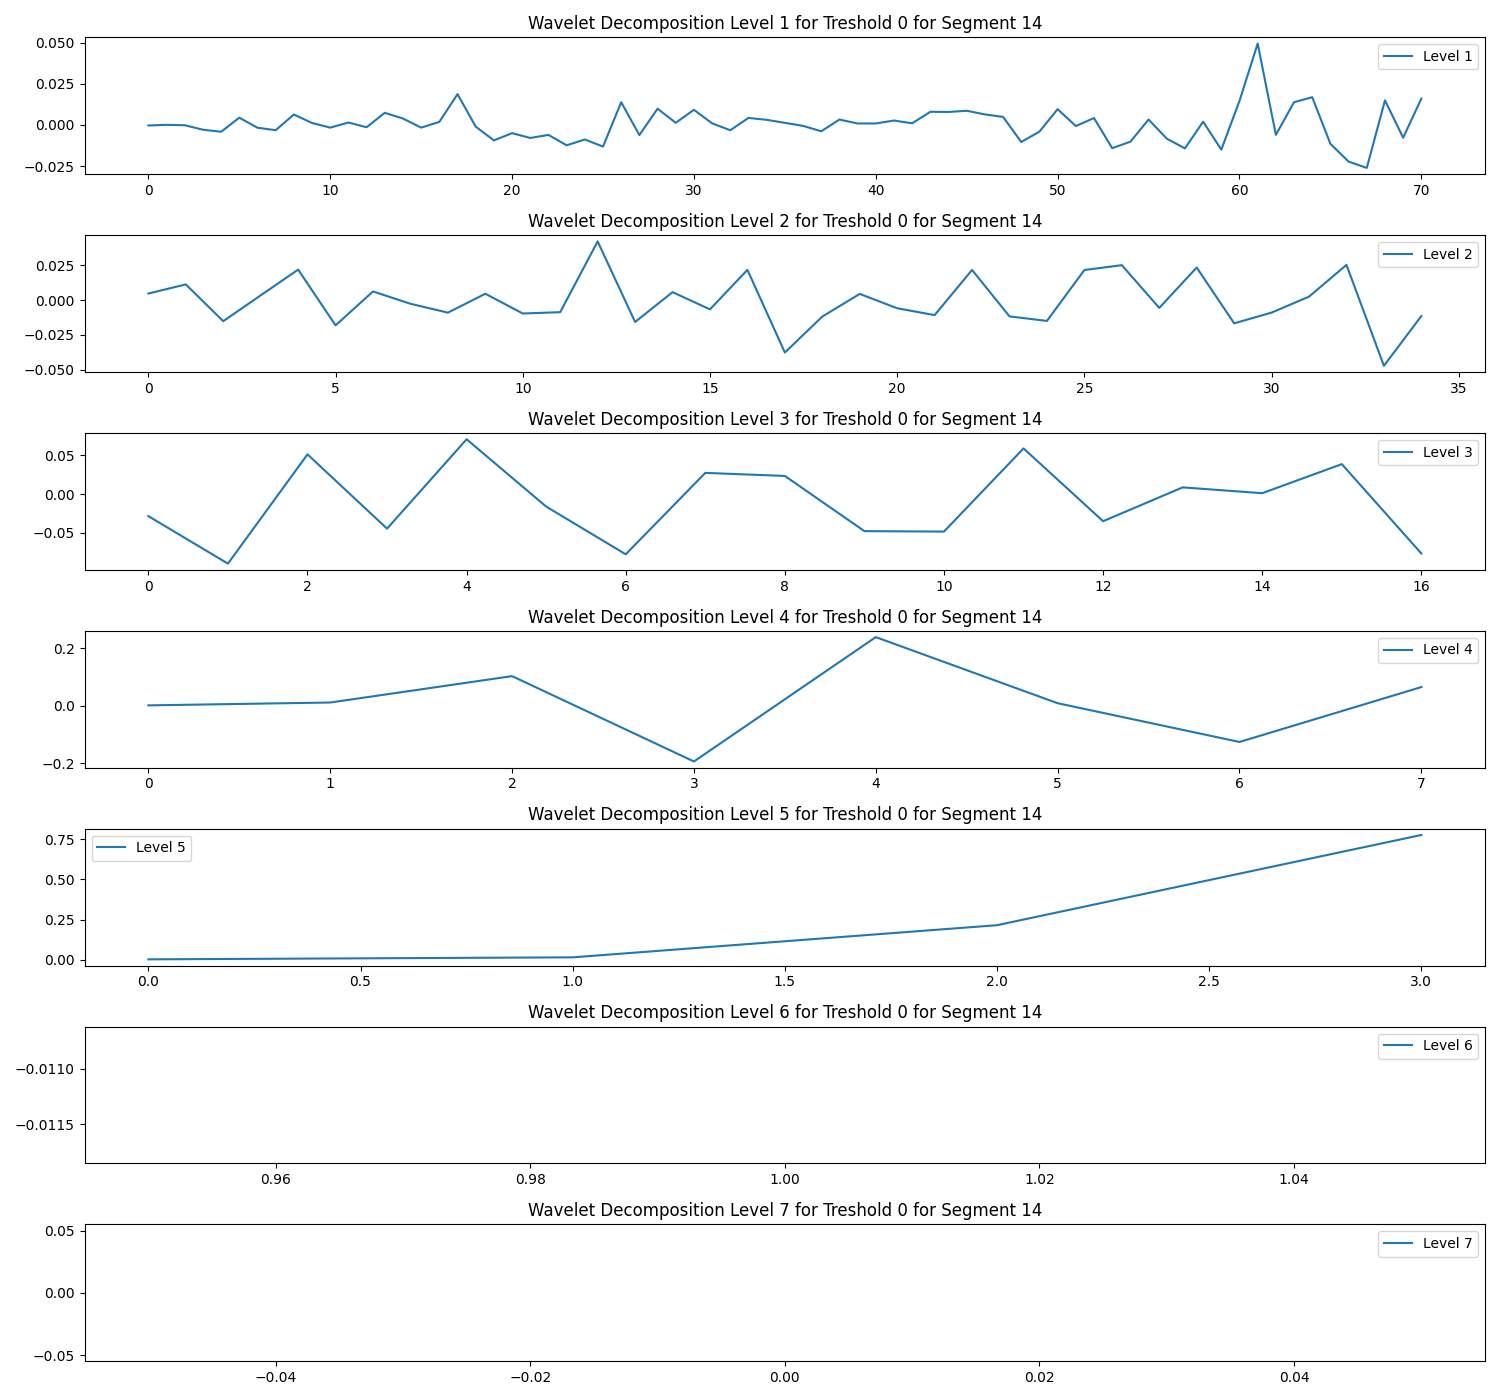 Wavelet Decomposition Level 1 for Treshold 0 for Segment 14
0.050
0.025
0.000
−0.025
Level 1
0 10 20 30 40 50 60 70
Wavelet Decomposition Level 2 for Treshold 0 for Segment 14
0.025
0.000
−0.025
−0.050
Level 2
0 5 10 15 20 25 30 35
Wavelet Decomposition Level 3 for Treshold 0 for Segment 14
0.05
0.00
−0.05
Level 3
0 2 4 6 8 10 12 14 16
Wavelet Decomposition Level 4 for Treshold 0 for Segment 14
0.2
0.0
−0.2
Level 4
0 1 2 3 4 5 6 7
Wavelet Decomposition Level 5 for Treshold 0 for Segment 14
0.75
0.50
0.25
0.00
Level 5
0.0 0.5 1.0 1.5 2.0 2.5 3.0
Wavelet Decomposition Level 6 for Treshold 0 for Segment 14
−0.0110
−0.0115
Level 6
0.96 0.98 1.00 1.02 1.04
Wavelet Decomposition Level 7 for Treshold 0 for Segment 14
0.05
0.00
−0.05
Level 7
−0.04 −0.02 0.00 0.02 0.04